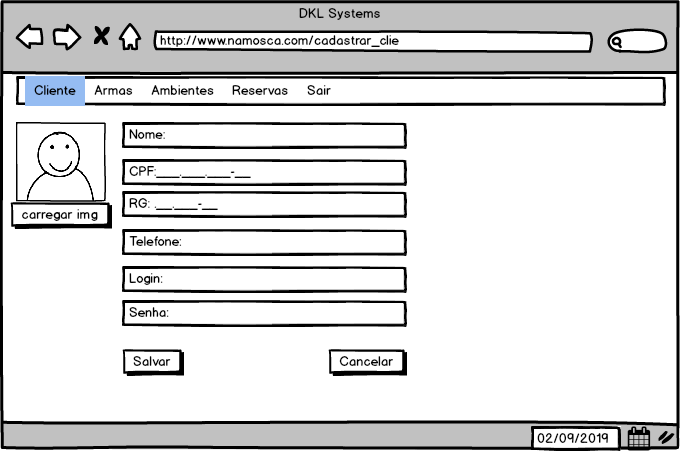 DKL Systems
http://www.namosca.com/cadastrar_clie
Cliente Armas Ambientes Reservas Sair
Nome:
CPF:___.___.___-__
RG: .__.___-__
carregar img
Telefone:
Login:
Senha:
Salvar Cancelar
02/09/2019